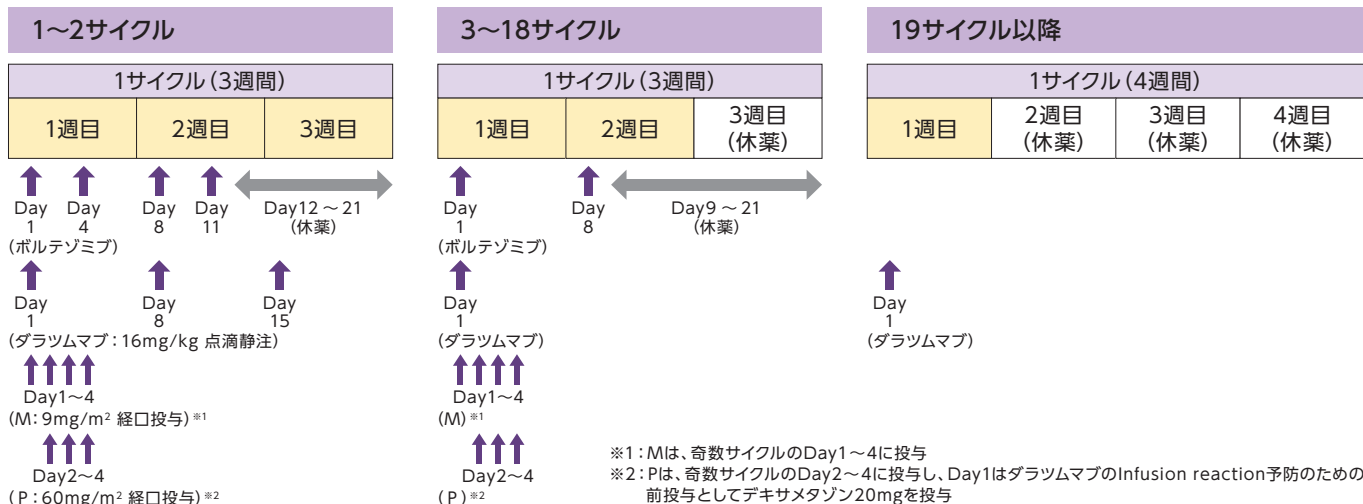 1～2サイクル
1サイクル（3週間）
1週目 2週目 3週目
Day 1 Day 4 Day 8 Day 11 Day12～21
（休薬）
（ボルテゾミブ）
Day 1 Day 8 Day 15
（ダラツムマブ：16mg/kg 点滴静注）
Day1～4
（M：9mg/m² 経口投与）※1
Day2～4
（P：60mg/m² 経口投与）※2
3～18サイクル
1サイクル（3週間）
1週目 2週目 3週目
（休薬）
Day 1 Day 8 Day9～21
（休薬）
（ボルテゾミブ）
Day 1
（ダラツムマブ）
Day1～4
（M）※1
Day2～4
（P）※2
19サイクル以降
1サイクル（4週間）
1週目 2週目 3週目 4週目
（休薬） （休薬） （休薬）
Day 1
（ダラツムマブ）
※1：Mは、奇数サイクルのDay1～4に投与
※2：Pは、奇数サイクルのDay2～4に投与し、Day1はダラツムマブのInfusion reaction予防のための
前投与としてデキサメタゾン20mgを投与